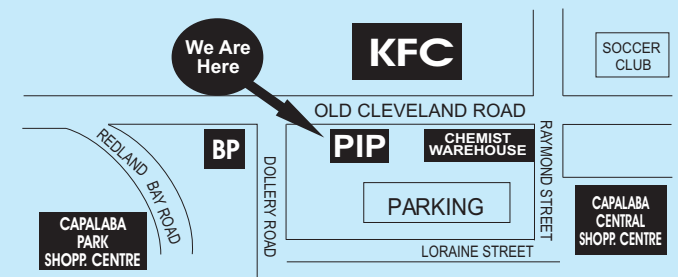 We Are
Here
KFC
SOCCER
CLUB
OLD CLEVELAND ROAD
REDLAND BAY ROAD
BP
DOLLERY ROAD
PIP
CHEMIST
WAREHOUSE
RAYMOND STREET
PARKING
CAPALABA
PARK
SHOPP. CENTRE
CAPALABA
CENTRAL
SHOPP. CENTRE
LORAINE STREET